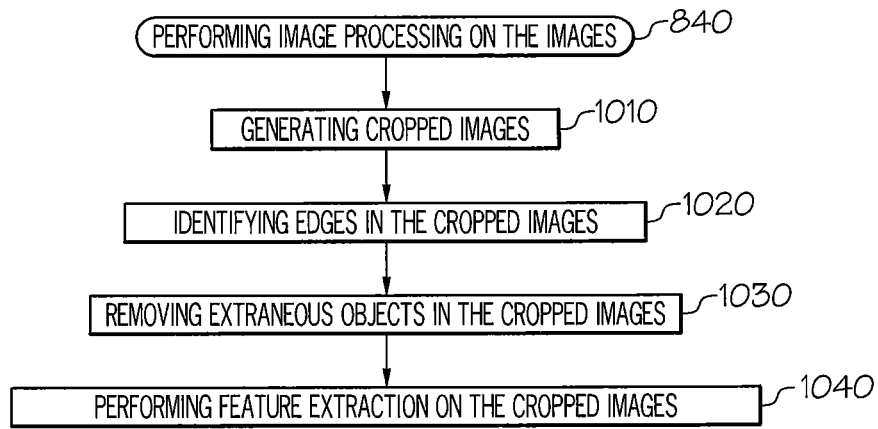 PERFORMING IMAGE PROCESSING ON THE IMAGES 840
GENERATING CROPPED IMAGES 1010
IDENTIFYING EDGES IN THE CROPPED IMAGES 1020
REMOVING EXTRANEOUS OBJECTS IN THE CROPPED IMAGES 1030
PERFORMING FEATURE EXTRACTION ON THE CROPPED IMAGES 1040